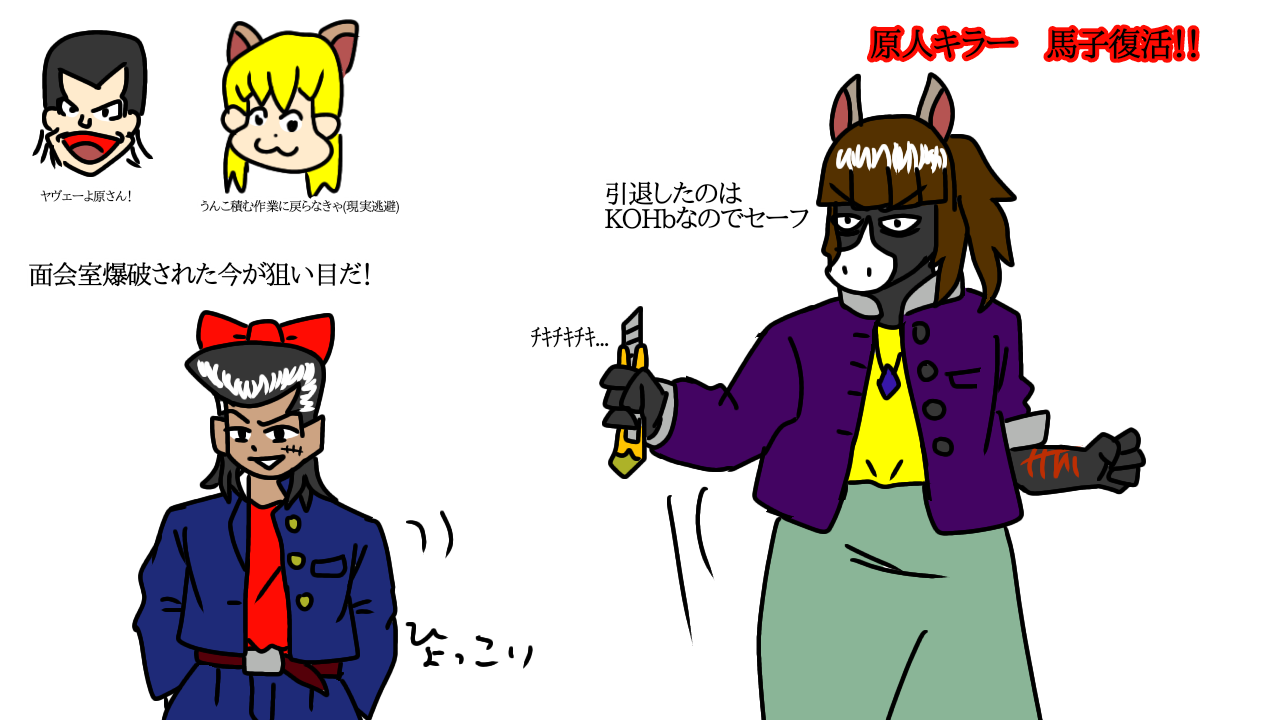 原人キラー 馬子復活!!
ヤヴェーよ原さん!
うんこ積む作業に戻らなきゃ(現実逃避)
引退したのは
KOHbなのでセーフ
面会室爆破された今が狙い目だ!
ﾁｷﾁｷﾁｷ...
ひょっこり